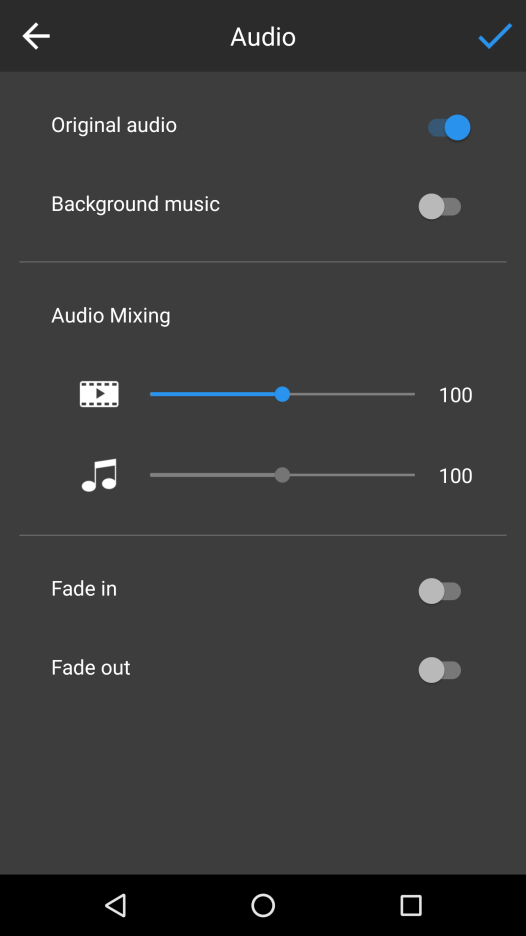 Audio
Original audio
Background music
Audio Mixing
100
100
Fade in
Fade out